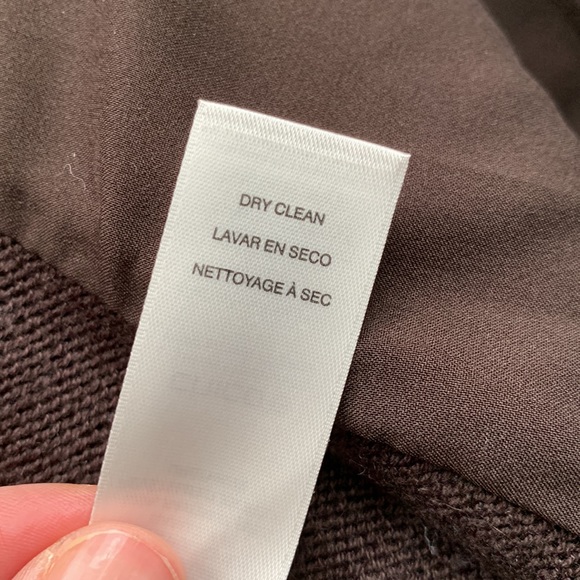 DRY CLEAN
LAVAR EN SECO
NETTOYAGE À SEC